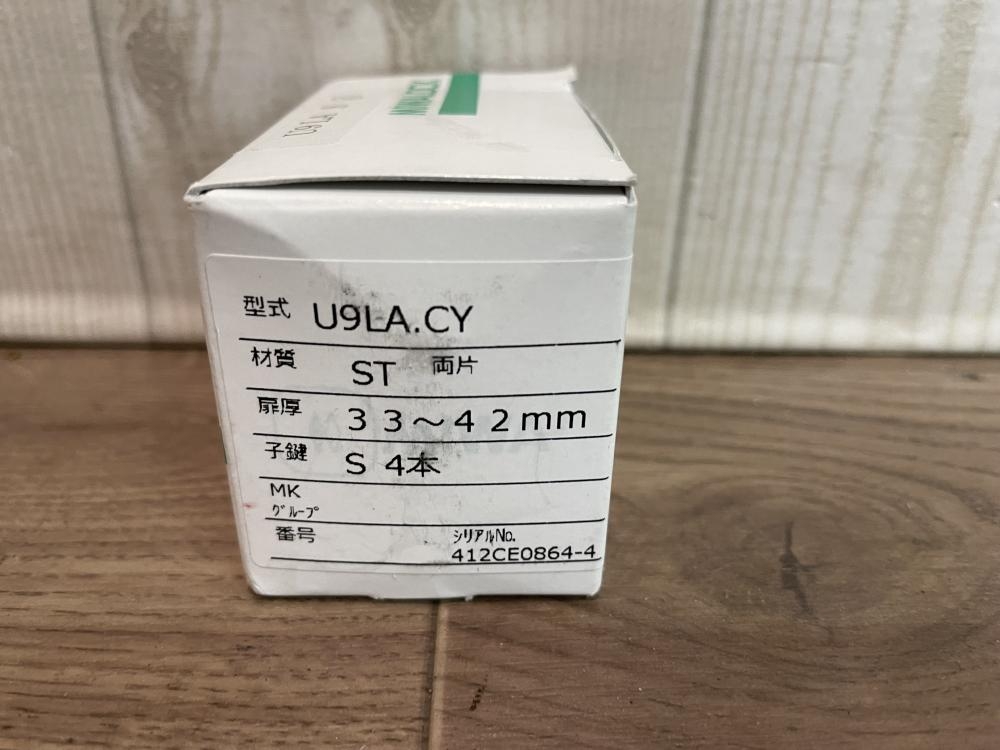 U9LA
型式 U9LA.CY
材質 ST 両片
扉厚 33～42mm
子鍵 S 4本
MK
グループ
番号 シリアルNo.
412CE0864-4